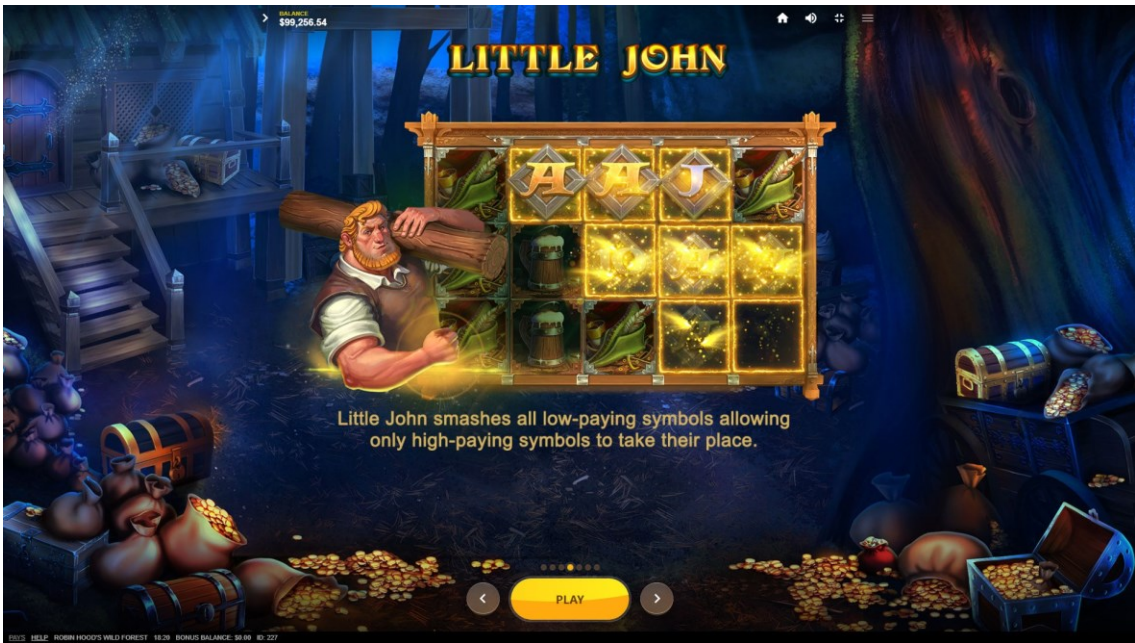 BALANCE
$99,256.54
LITTLE JOHN
A A J
Little John smashes all low-paying symbols allowing
only high-paying symbols to take their place.
PLAY
PAYS HELP ROBIN HOOD'S WILD FOREST 18:20 BONUS BALANCE: $0.00 ID: 227